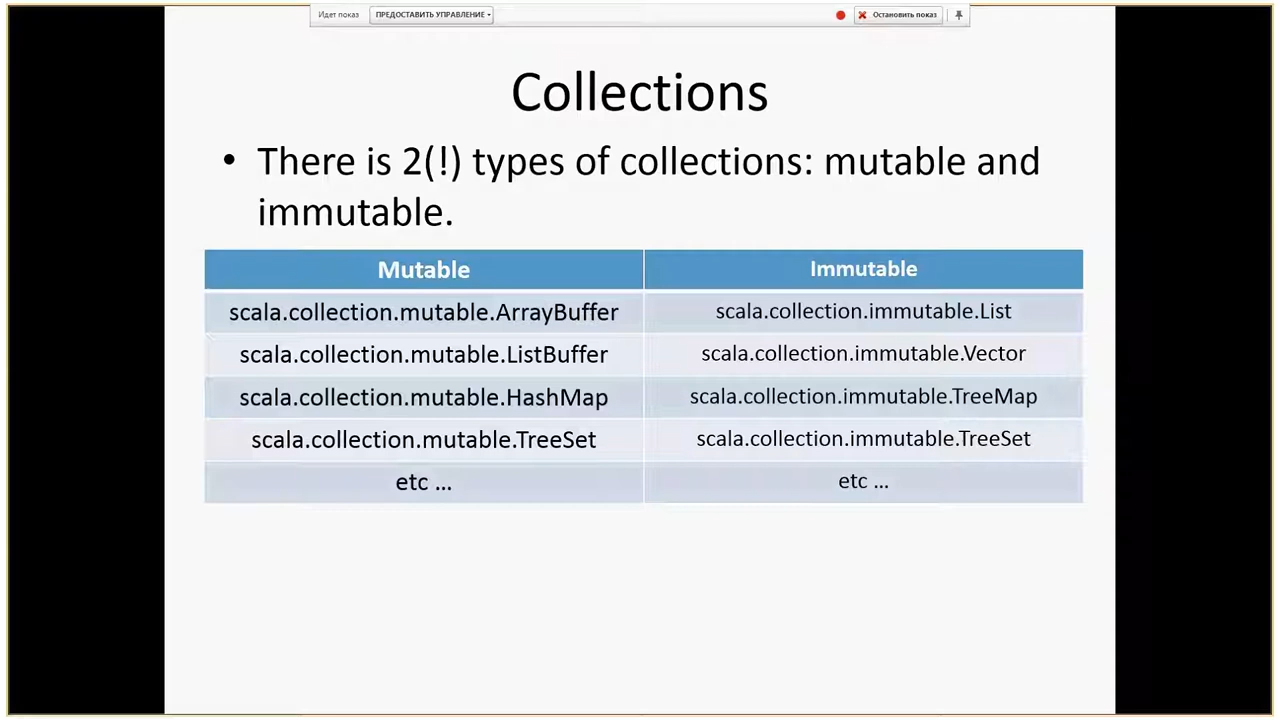 Идет показ ПРЕДОСТАВИТЬ УПРАВЛЕНИЕ Остановить показ
Collections
• There is 2(!) types of collections: mutable and
immutable.
Mutable Immutable
scala.collection.mutable.ArrayBuffer scala.collection.immutable.List
scala.collection.mutable.ListBuffer scala.collection.immutable.Vector
scala.collection.mutable.HashMap scala.collection.immutable.TreeMap
scala.collection.mutable.TreeSet scala.collection.immutable.TreeSet
etc ... etc ...